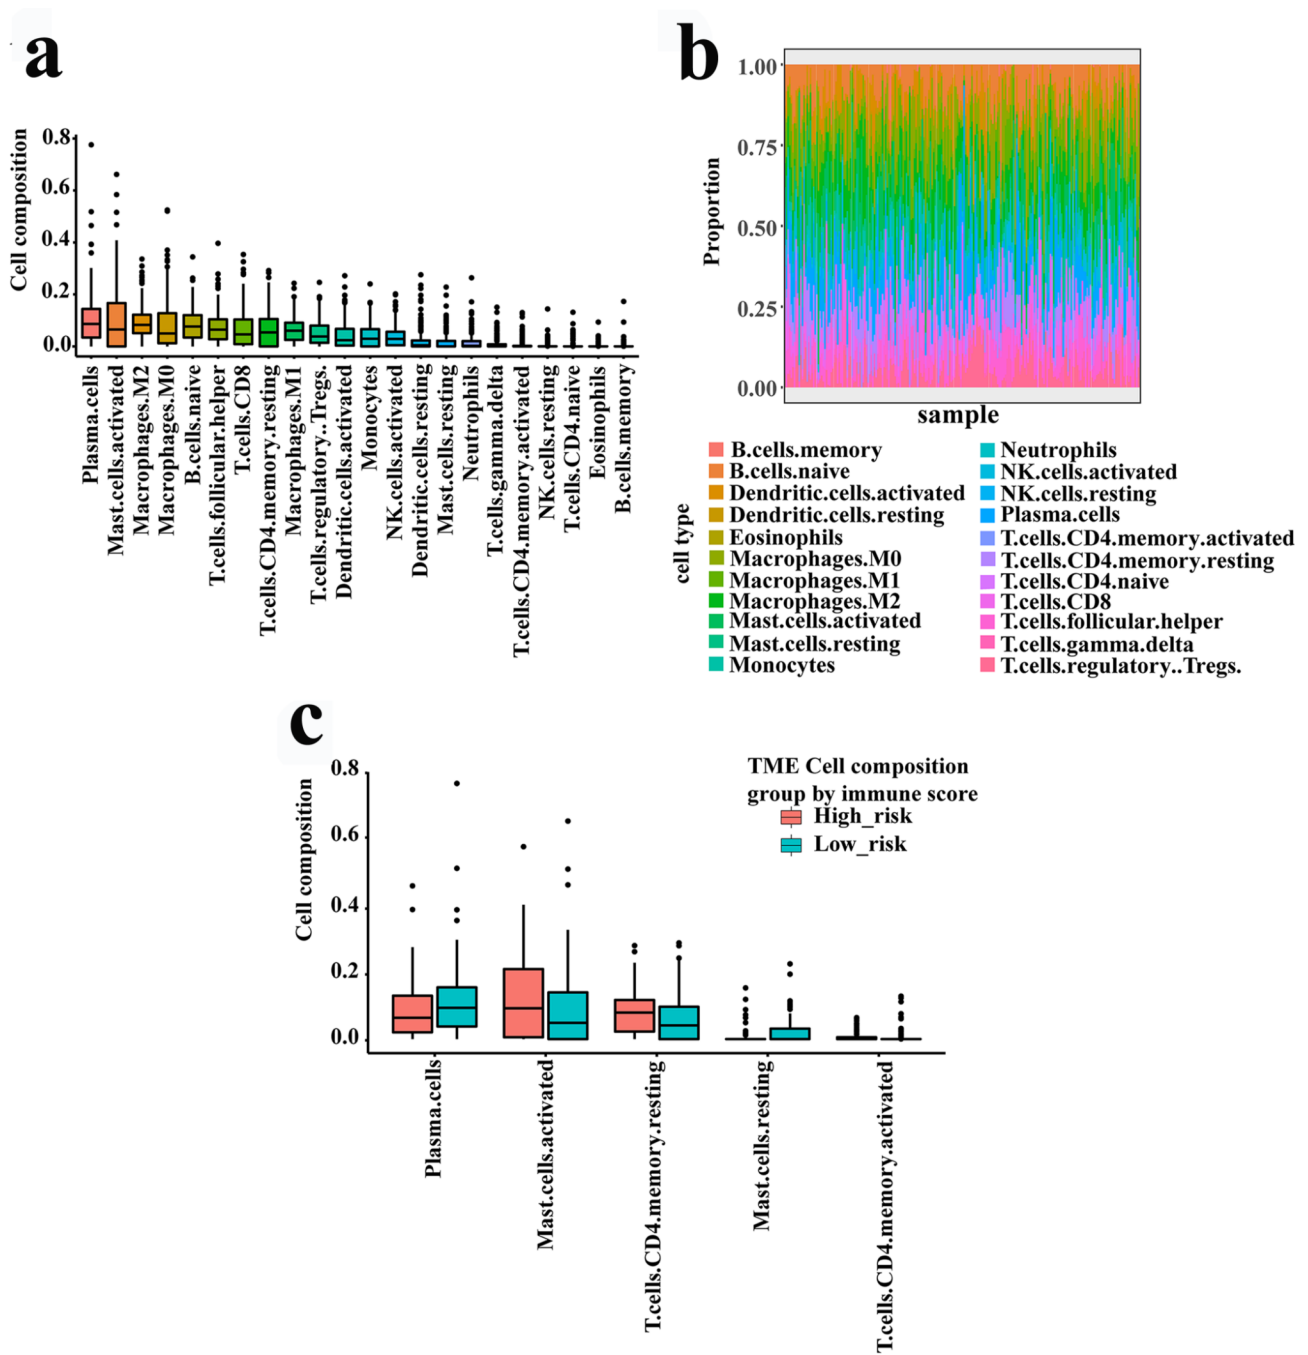 a
Cell composition
0.8
0.6
0.4
0.2
0.0
Plasma.cells
Mast.cells.activated
Macrophages.M2
Macrophages.M0
B.cells.naive
T.cells.follicular.helper
T.cells.CD8
T.cells.CD4.memory.resting
Macrophages.M1
T.cells.regulatory..Tregs.
Dendritic.cells.activated
Monocytes
NK.cells.activated
Dendritic.cells.resting
Mast.cells.resting
Neutrophils
T.cells.gamma.delta
T.cells.CD4.memory.activated
NK.cells.resting
T.cells.CD4.naive
Eosinophils
B.cells.memory
b
Proportion
1.00
0.75
0.50
0.25
0.00
sample
cell type
B.cells.memory
B.cells.naive
Dendritic.cells.activated
Dendritic.cells.resting
Eosinophils
Macrophages.M0
Macrophages.M1
Macrophages.M2
Mast.cells.activated
Mast.cells.resting
Monocytes
Neutrophils
NK.cells.activated
NK.cells.resting
Plasma.cells
T.cells.CD4.memory.activated
T.cells.CD4.memory.resting
T.cells.CD4.naive
T.cells.CD8
T.cells.follicular.helper
T.cells.gamma.delta
T.cells.regulatory..Tregs.
c
Cell composition
0.8
0.6
0.4
0.2
0.0
TME Cell composition
group by immune score
High_risk
Low_risk
Plasma.cells
Mast.cells.activated
T.cells.CD4.memory.resting
Mast.cells.resting
T.cells.CD4.memory.activated